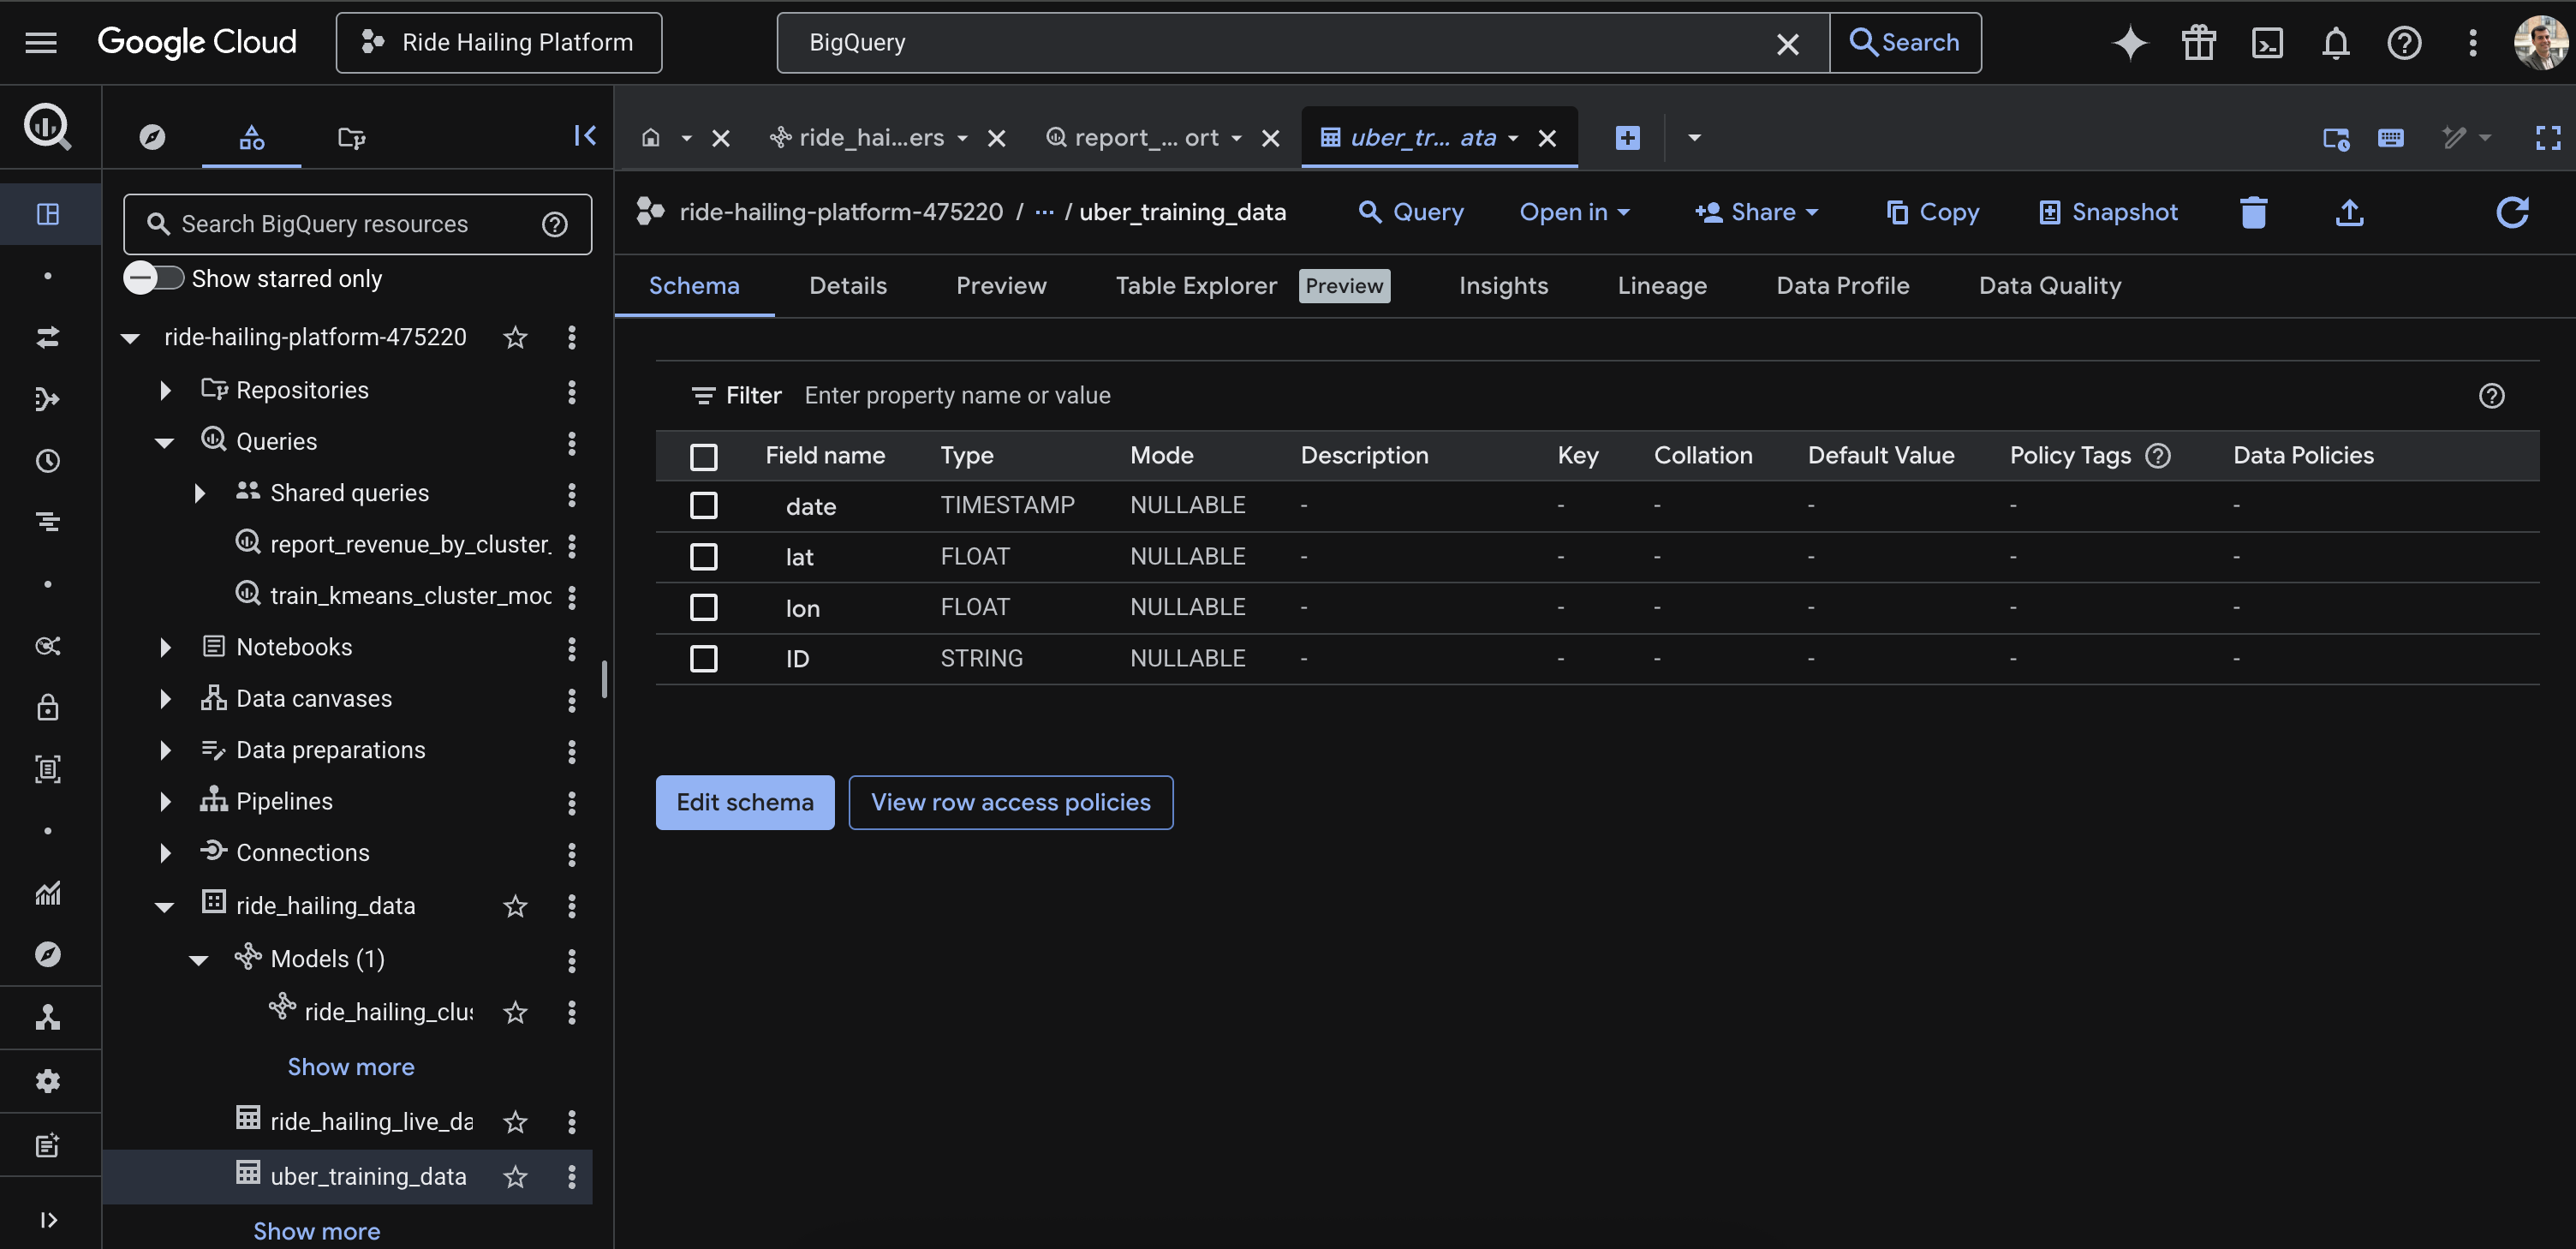 Google Cloud
Ride Hailing Platform
BigQuery
Search
ride_hai...ers
report_... ort
uber_tr... ata
Search BigQuery resources
Show starred only
ride-hailing-platform-475220
Repositories
Queries
Shared queries
report_revenue_by_cluster_
train_kmeans_cluster_moc
Notebooks
Data canvases
Data preparations
Pipelines
Connections
ride_hailing_data
Models (1)
ride_hailing_clus
Show more
ride_hailing_live_da
uber_training_data
Show more
ride-hailing-platform-475220 / ... / uber_training_data
Query
Open in
Share
Copy
Snapshot
Schema
Details
Preview
Table Explorer Preview
Insights
Lineage
Data Profile
Data Quality
Filter Enter property name or value
Field name Type Mode Description Key Collation Default Value Policy Tags Data Policies
date TIMESTAMP NULLABLE - - - - - -
lat FLOAT NULLABLE - - - - - -
lon FLOAT NULLABLE - - - - - -
ID STRING NULLABLE - - - - - -
Edit schema
View row access policies